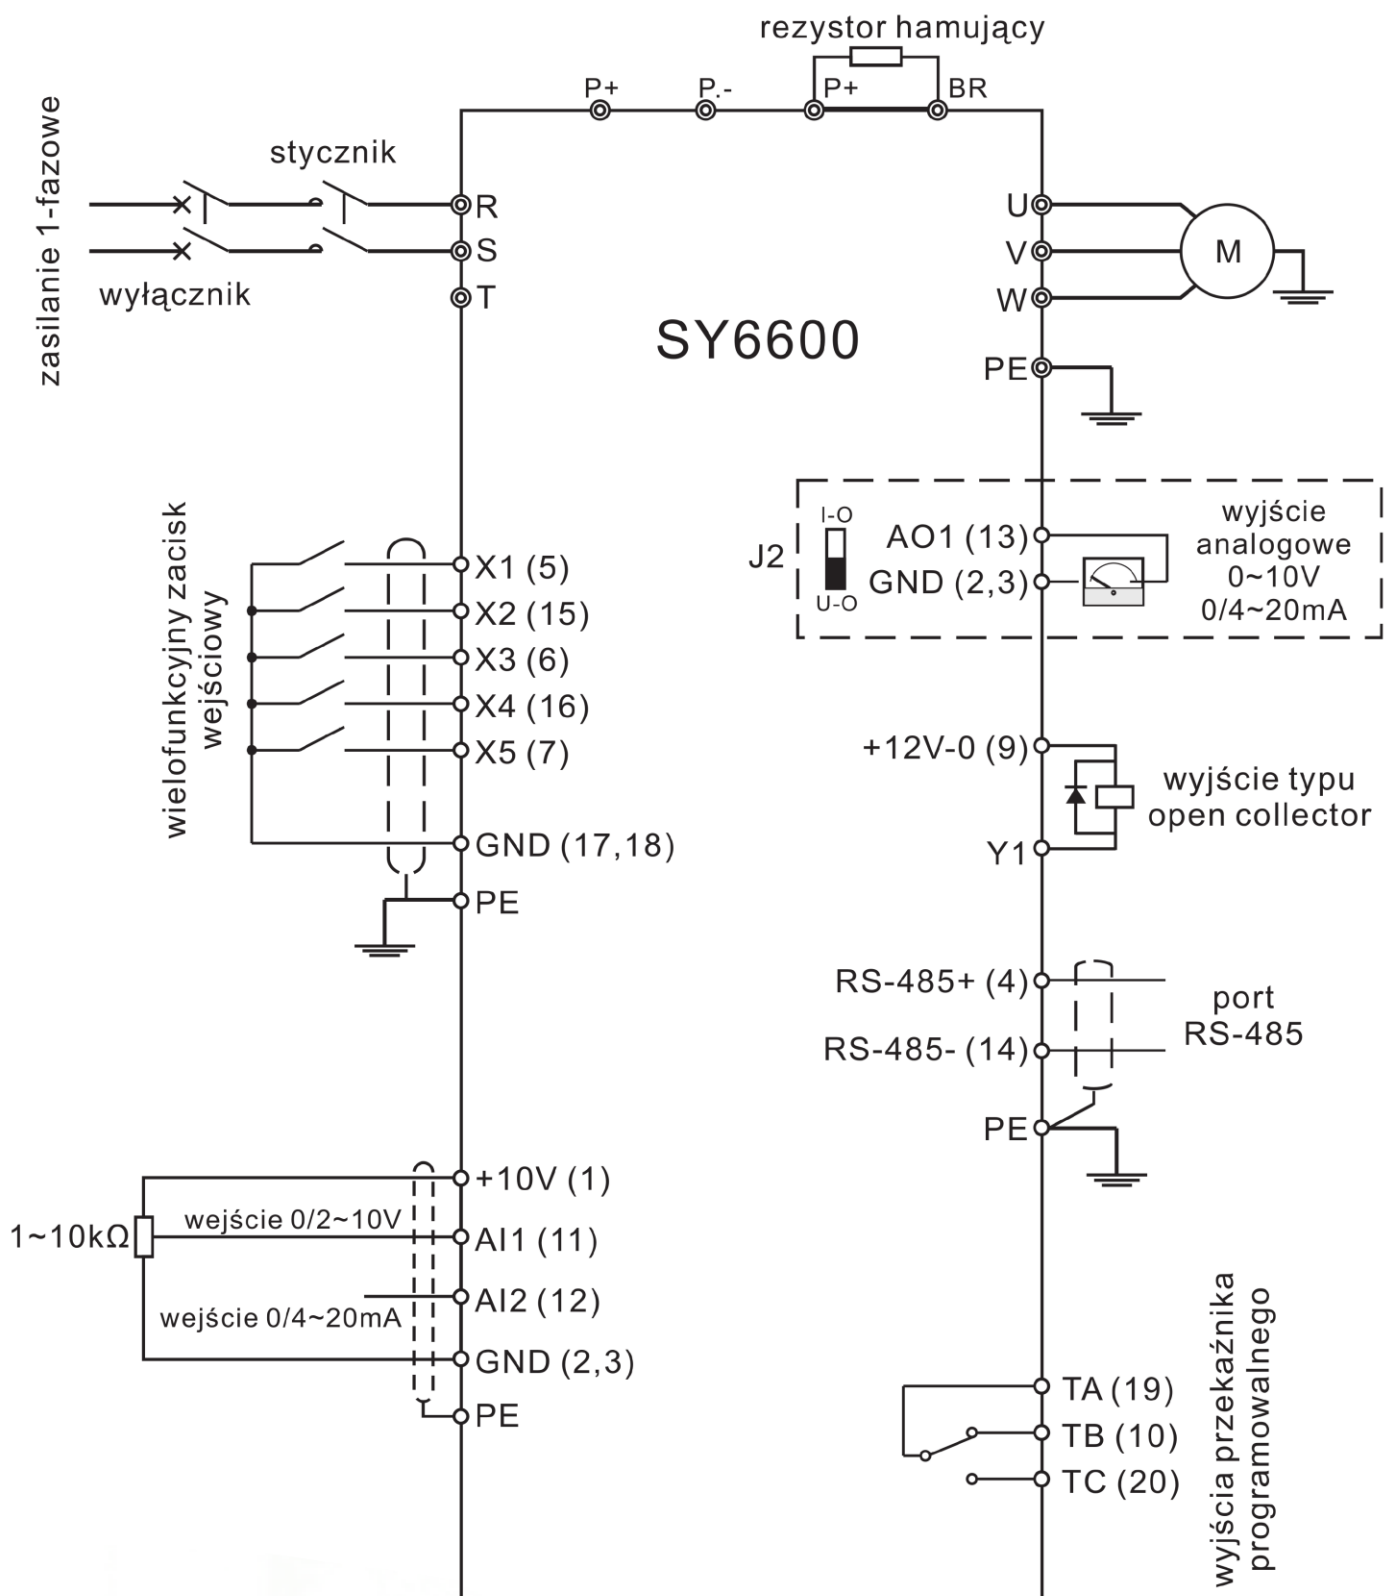 rezystor hamujący
P+
P.-
P+
BR
zasilanie 1-fazowe
stycznik
wyłącznik
R
S
T
U
V
W
M
SY6600
PE
wielofunkcyjny zacisk
wejściowy
X1 (5)
X2 (15)
X3 (6)
X4 (16)
X5 (7)
GND (17,18)
PE
J2
I-O
U-O
AO1 (13)
GND (2,3)
wyjście
analogowe
0~10V
0/4~20mA
+12V-0 (9)
Y1
wyjście typu
open collector
RS-485+ (4)
RS-485- (14)
PE
port
RS-485
1~10kΩ
wejście 0/2~10V
wejście 0/4~20mA
+10V (1)
AI1 (11)
AI2 (12)
GND (2,3)
PE
TA (19)
TB (10)
TC (20)
wyjścia przekaźnika
programowalnego